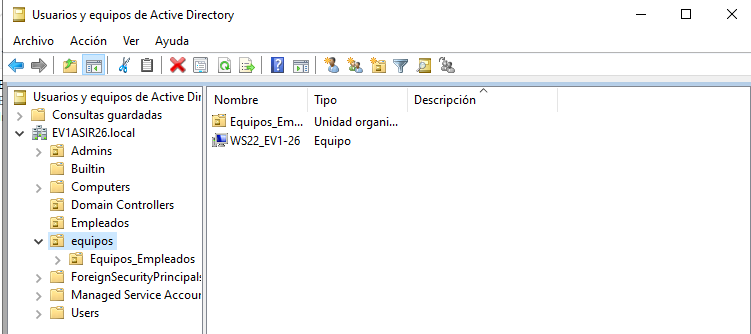 Usuarios y equipos de Active Directory
Archivo Acción Ver Ayuda
Usuarios y equipos de Active Dir
Consultas guardadas
EV1ASIR26.local
Admins
Builtin
Computers
Domain Controllers
Empleados
equipos
Equipos_Empleados
ForeignSecurityPrincipals
Managed Service Accour
Users
Nombre Tipo Descripción
Equipos_Em... Unidad organi...
WS22_EV1-26 Equipo